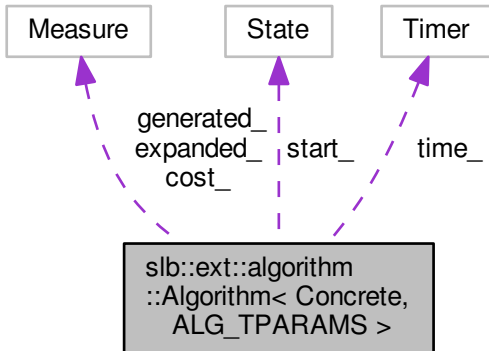 Measure State Timer
generated_
expanded_ start_ time_
cost_
slb::ext::algorithm
::Algorithm< Concrete,
ALG_TPARAMS >